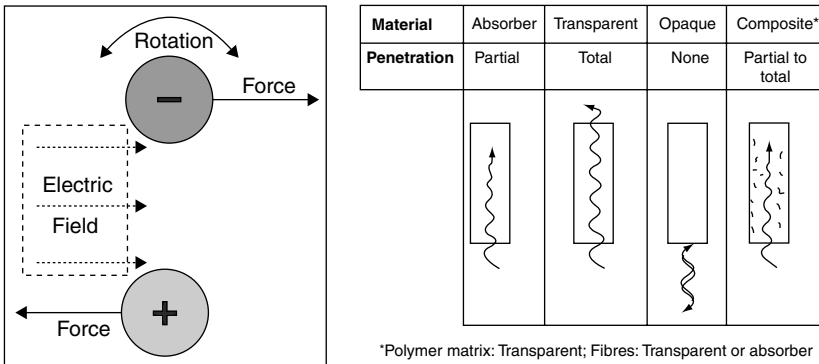 Rotation
−
Force
Electric
Field
+
Force
Material Absorber Transparent Opaque Composite*
Penetration Partial Total None Partial to
total
*Polymer matrix: Transparent; Fibres: Transparent or absorber